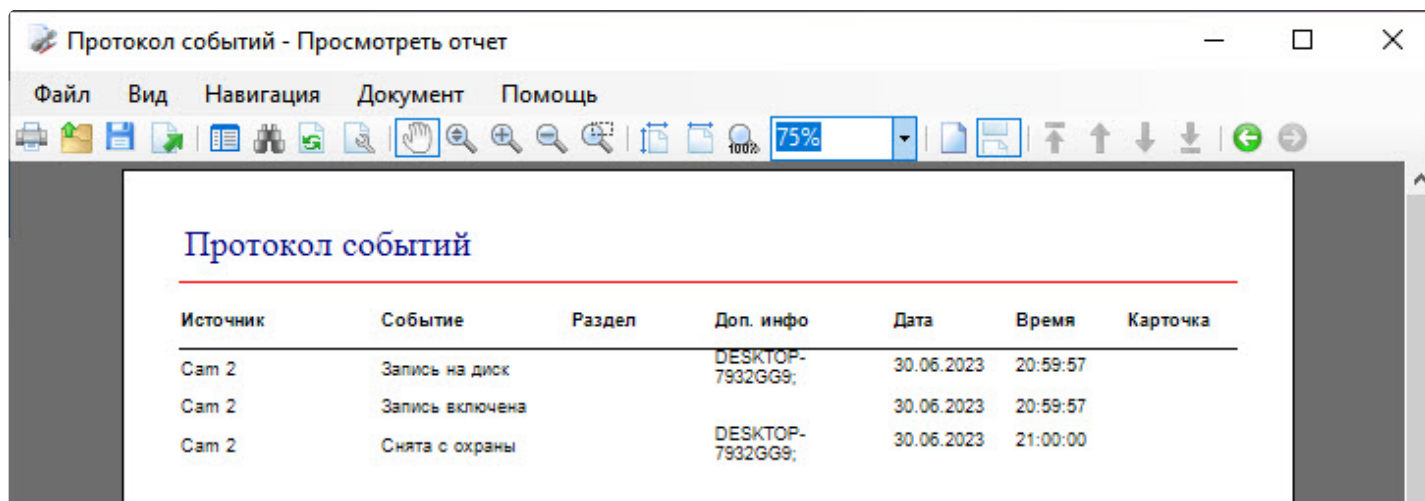 Протокол событий - Просмотреть отчет
Файл Вид Навигация Документ Помощь
100% 75%
Протокол событий
Источник Событие Раздел Доп. инфо Дата Время Карточка
Cam 2 Запись на диск DESKTOP-7932GG9; 30.06.2023 20:59:57
Cam 2 Запись включена 30.06.2023 20:59:57
Cam 2 Снята с охраны DESKTOP-7932GG9; 30.06.2023 21:00:00